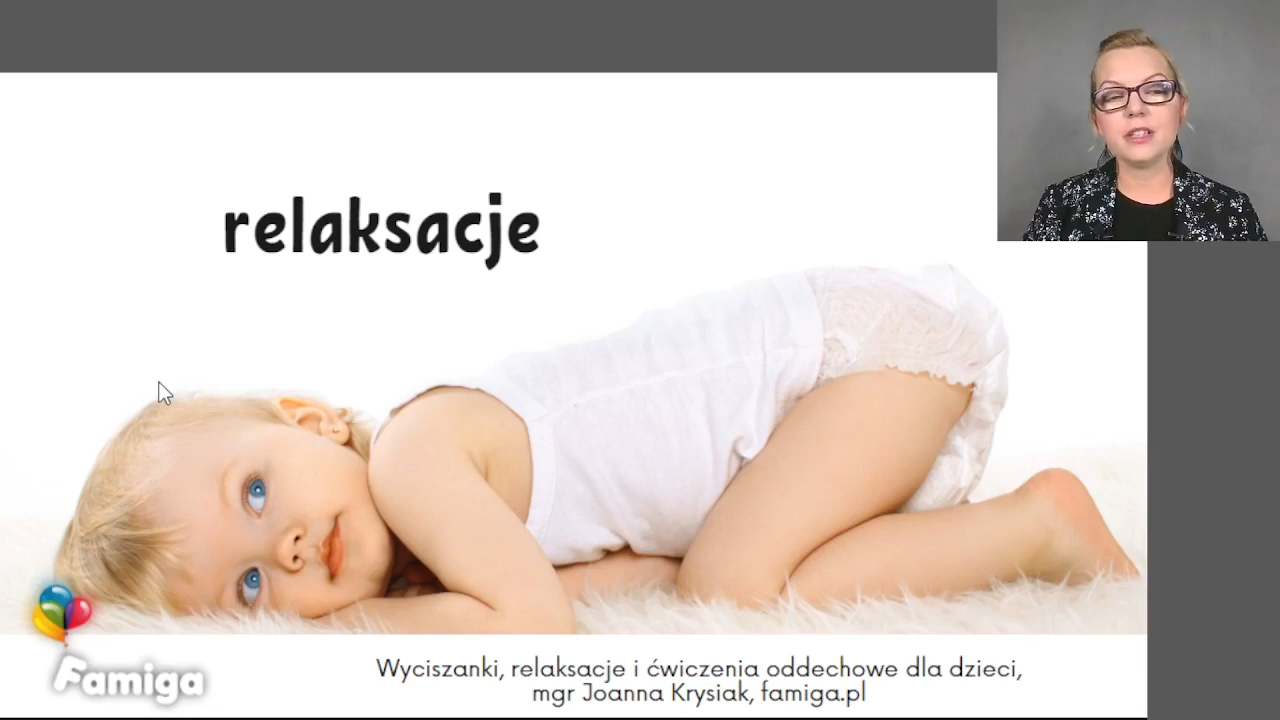 relaksacje
Famiga
Wyciszanki, relaksacje i ćwiczenia oddechowe dla dzieci,
mgr Joanna Krysiak, famiga.pl